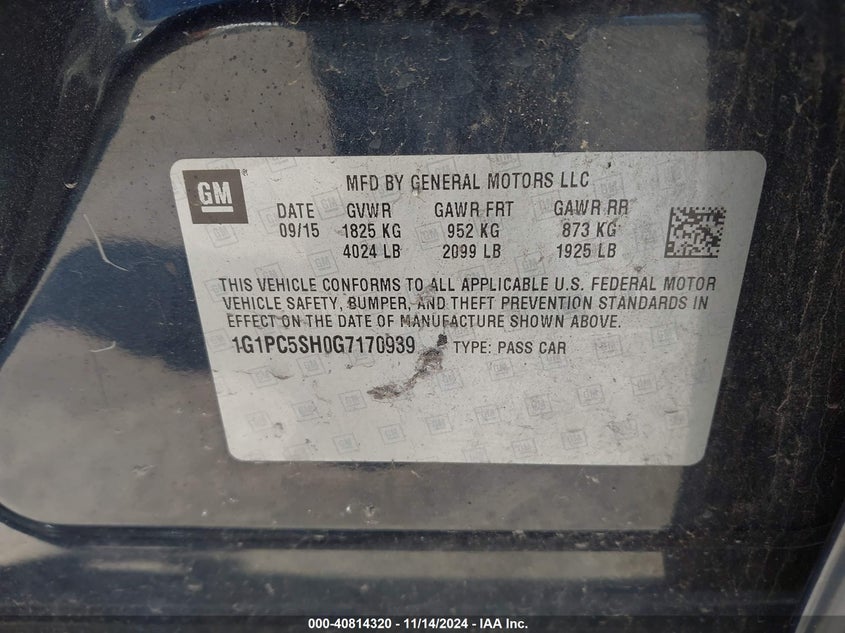 GM
MFD BY GENERAL MOTORS LLC
DATE GVWR GAWR FRT GAWR RR
09/15 1825 KG 952 KG 873 KG
4024 LB 2099 LB 1925 LB
THIS VEHICLE CONFORMS TO ALL APPLICABLE U.S. FEDERAL MOTOR
VEHICLE SAFETY, BUMPER, AND THEFT PREVENTION STANDARDS IN
EFFECT ON THE DATE OF MANUFACTURE SHOWN ABOVE.
1G1PC5SH0G7170939 TYPE: PASS CAR
000-40814320 - 11/14/2024 - IAA Inc.